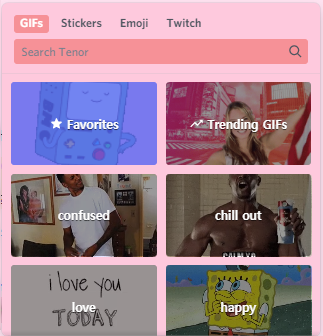 GIFs Stickers Emoji Twitch
Search Tenor
Favorites Trending GIFs
confused chill out
i love you
TODAY
love happy